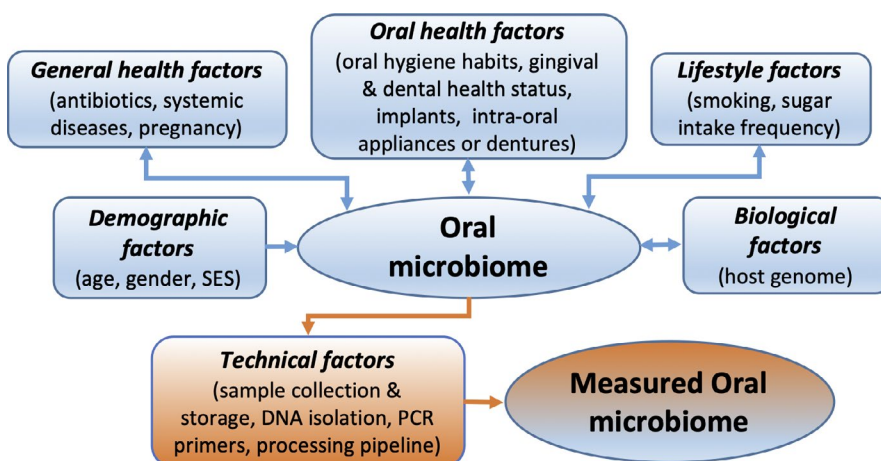 General health factors
(antibiotics, systemic
diseases, pregnancy)
Oral health factors
(oral hygiene habits, gingival
& dental health status,
implants, intra-oral
appliances or dentures)
Lifestyle factors
(smoking, sugar
intake frequency)
Demographic
factors
(age, gender, SES)
Oral
microbiome
Biological
factors
(host genome)
Technical factors
(sample collection &
storage, DNA isolation, PCR
primers, processing pipeline)
Measured Oral
microbiome